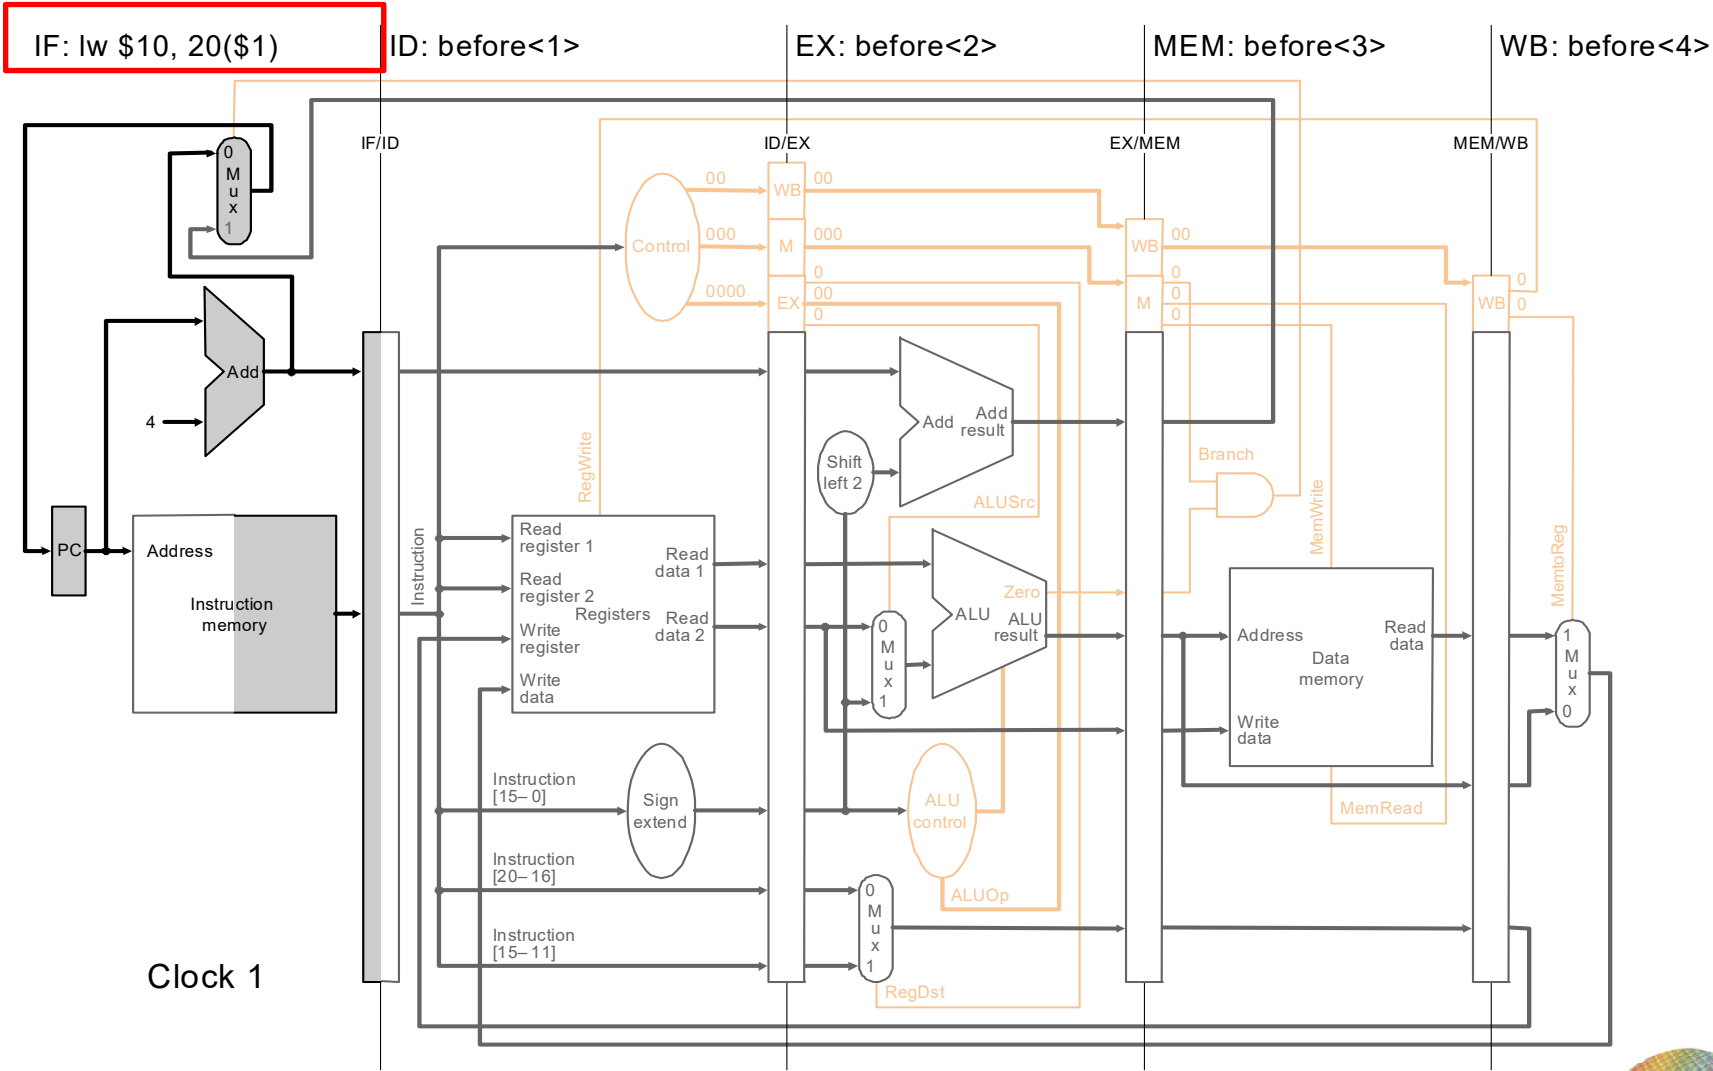 IF: lw $10, 20($1)
ID: before<1>
EX: before<2>
MEM: before<3>
WB: before<4>
IF/ID
ID/EX
EX/MEM
MEM/WB
0
M
u
x
1
Control
00
000
0000
WB
M
EX
00
000
0
00
0
WB
M
00
0
0
0
WB
0
0
Add
4
PC
Address
Instruction
memory
Instruction
RegWrite
Read
register 1
Read
register 2
Write
register
Write
data
Registers
Read
data 1
Read
data 2
Instruction
[15– 0]
Sign
extend
Instruction
[20– 16]
Instruction
[15– 11]
Shift
left 2
Add
Add
result
ALUSrc
Zero
ALU
ALU
result
0
M
u
x
1
ALU
control
ALUOp
0
M
u
x
1
RegDst
Branch
MemWrite
Address
Read
data
Data
memory
Write
data
MemRead
MemtoReg
1
M
u
x
0
Clock 1